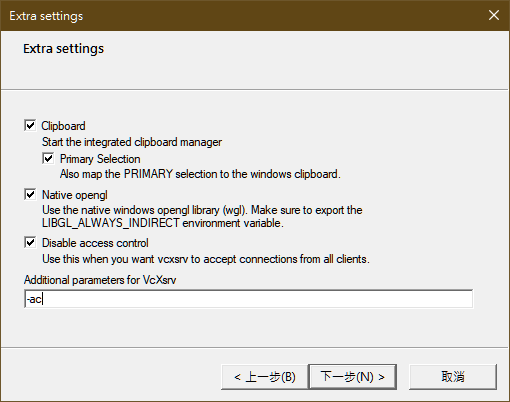 Extra settings
Extra settings
Clipboard
Start the integrated clipboard manager
Primary Selection
Also map the PRIMARY selection to the windows clipboard.
Native opengl
Use the native windows opengl library (wgl). Make sure to export the
LIBGL_ALWAYS_INDIRECT environment variable.
Disable access control
Use this when you want vcxsrv to accept connections from all clients.
Additional parameters for VcXsrv
-ac
< 上一步(B) 下一步(N) > 取消